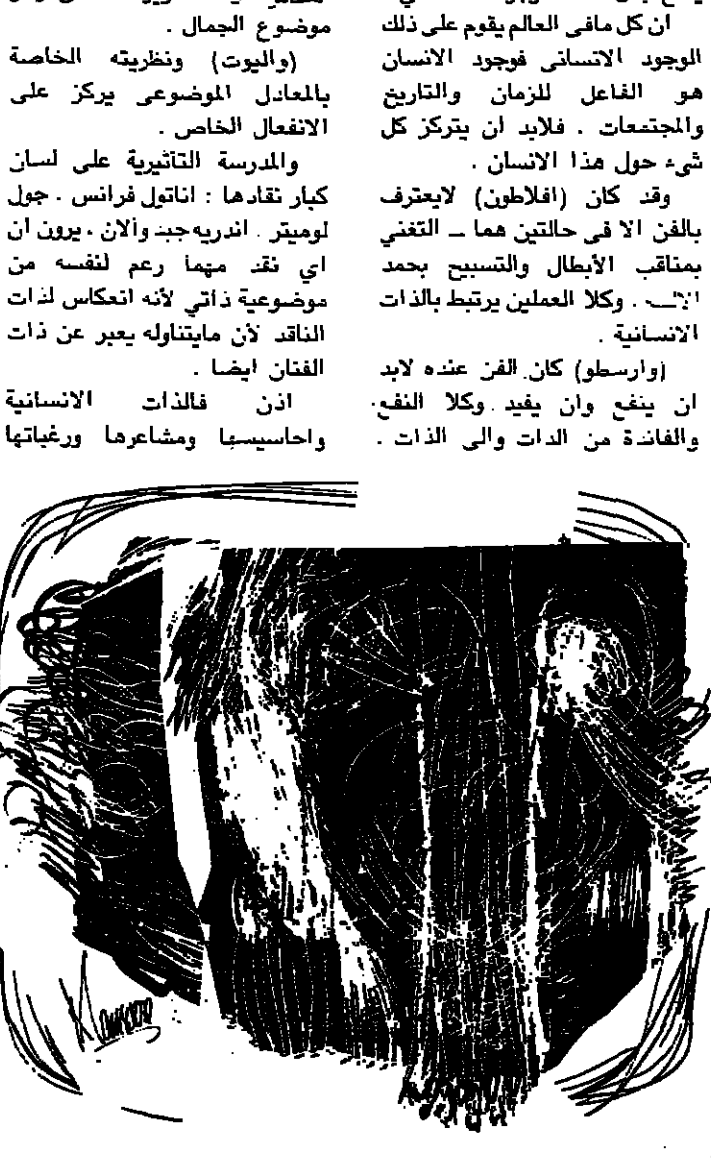 ان كل مافى العالم يقوم على ذلك
الوجود الانسانى فوجود الانسان
هو الفاعل للزمان والتاريخ
والمجتمعات . فلابد ان يتركز كل
شىء حول هذا الانسان .
وقد كان (افلاطون) لايعترف
بالفن الا فى حالتين هما ــ التغني
بمناقب الأبطال والتسبيح بحمد
. وكلا العملين يرتبط بالذات
الانسانية .
(وارسطو) كان الفن عنده لابد
ان ينفع وان يفيد . وكلا النفع
والفائدة من الذات والى الذات .
موضوع الجمال .
(واليوت) ونظريته الخاصة
بالمعادل الموضوعى يركز على
الانفعال الخاص .
والمدرسة التاثيرية على لسان
كبار نقادها : اناتول فرانس . جول
لوميتر . اندريه جيد وألان ، يرون ان
اي نقد مهما زعم لنفسه من
موضوعية ذاتي لأنه انعكاس لذات
الناقد لأن مايتناوله يعبر عن ذات
الفنان ايضا .
اذن فالذات الانسانية
واحاسيسها ومشاعرها ورغباتها